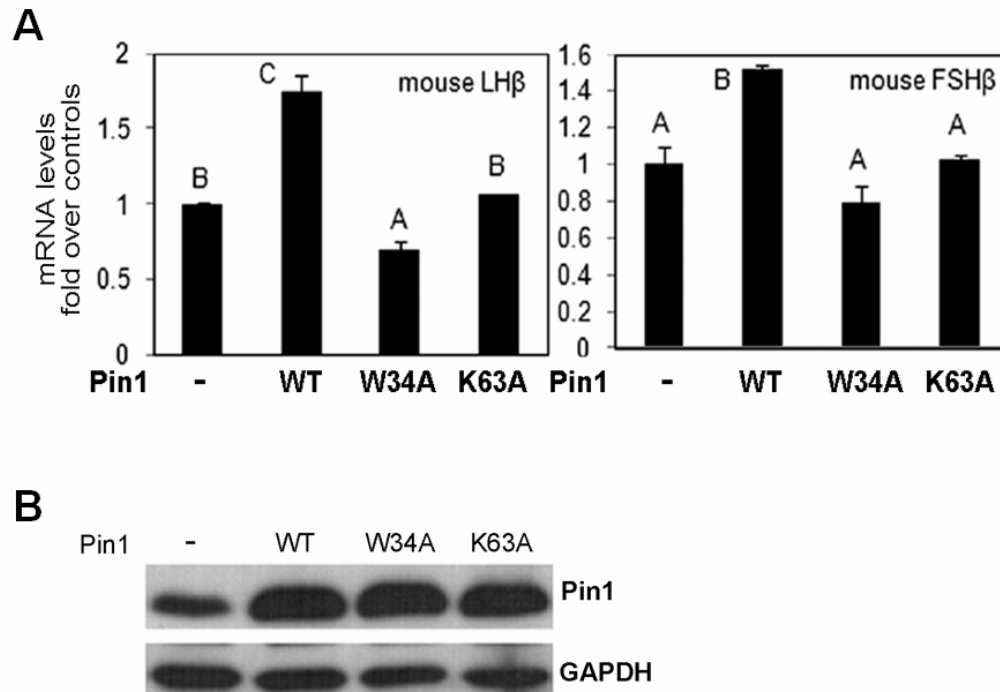 A
mRNA levels
fold over controls
2
1.5
1
0.5
0
mouse LHβ
B
C
A
B
Pin1 - WT W34A K63A
1.6
1.4
1.2
1
0.8
0.6
0.4
0.2
0
mouse FSHβ
A
B
A
A
Pin1 - WT W34A K63A
B
Pin1 - WT W34A K63A
Pin1
GAPDH